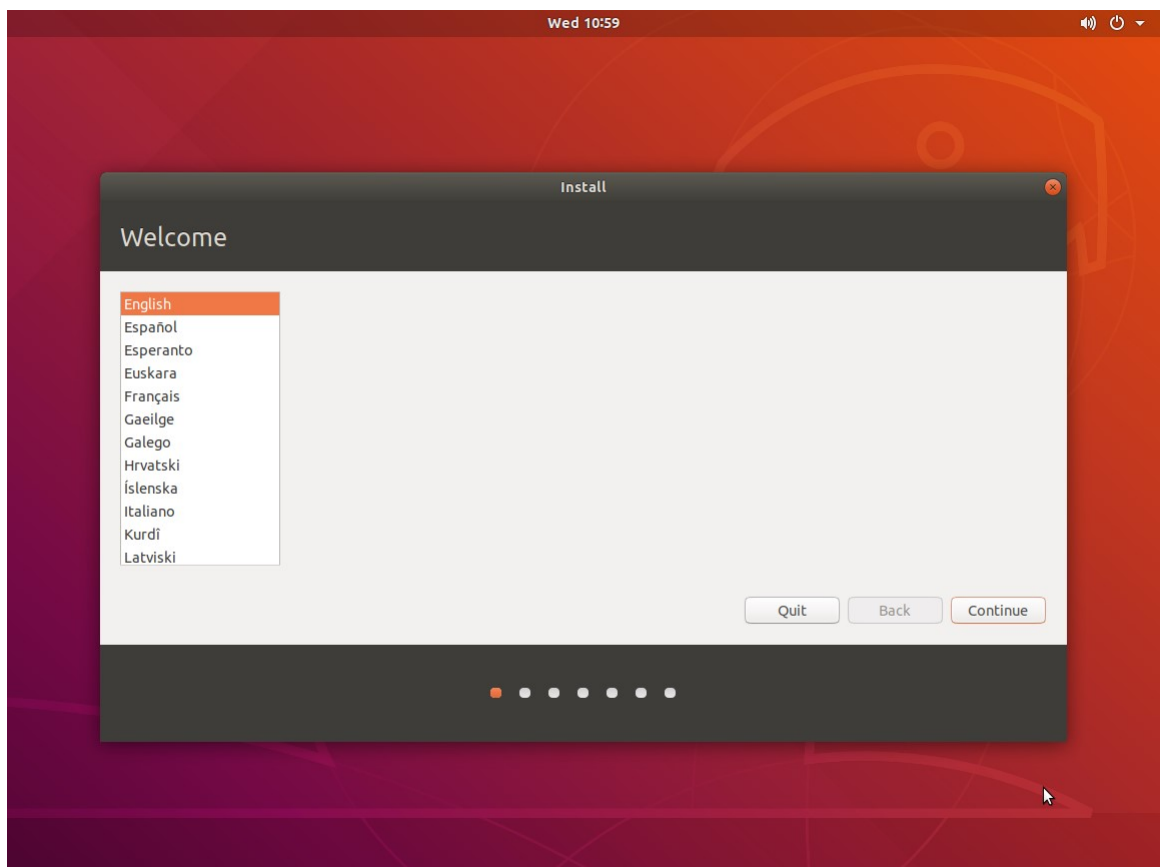 Wed 10:59
Install
Welcome
English
Español
Esperanto
Euskara
Français
Gaeilge
Galego
Hrvatski
Íslenska
Italiano
Kurdî
Latviski
Quit Back Continue